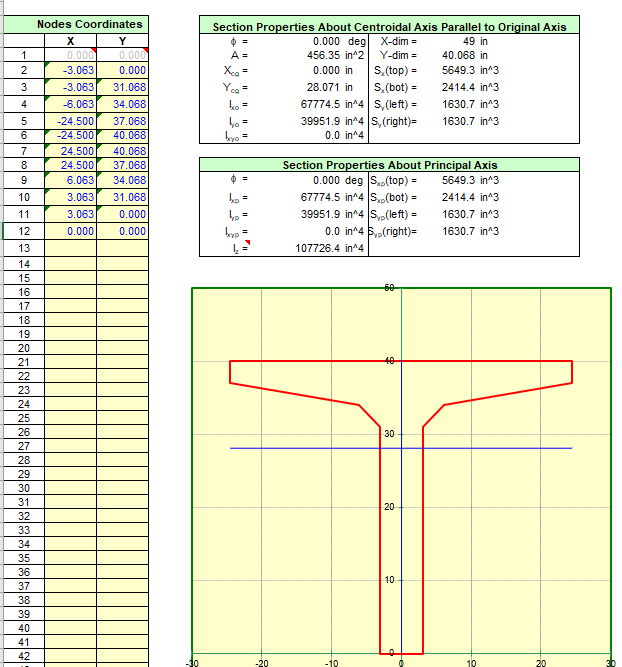 Nodes Coordinates
X Y
1 0.000 0.000
2 -3.063 0.000
3 -3.063 31.068
4 -6.063 34.068
5 -24.500 37.068
6 -24.500 40.068
7 24.500 40.068
8 24.500 37.068
9 6.063 34.068
10 3.063 31.068
11 3.063 0.000
12 0.000 0.000
13
14
15
16
17
18
19
20
21
22
23
24
25
26
27
28
29
30
31
32
33
34
35
36
37
38
39
40
41
42
Section Properties About Centroidal Axis Parallel to Original Axis
ϕ = 0.000 deg X-dim = 49 in
A = 456.35 in^2 Y-dim = 40.068 in
Xcg = 0.000 in Sx(top) = 5649.3 in^3
Ycg = 28.071 in Sx(bot) = 2414.4 in^3
Ixo = 67774.5 in^4 Sy(left) = 1630.7 in^3
Iyo = 39951.9 in^4 Sy(right)= 1630.7 in^3
Ixyo = 0.0 in^4
Section Properties About Principal Axis
ϕ = 0.000 deg Sxp(top) = 5649.3 in^3
Ixp = 67774.5 in^4 Sxp(bot) = 2414.4 in^3
Iyp = 39951.9 in^4 Syp(left) = 1630.7 in^3
Ixyp = 0.0 in^4 Syp(right)= 1630.7 in^3
Iz = 107726.4 in^4
50
40
30
20
10
0
-30 -20 -10 0 10 20 30